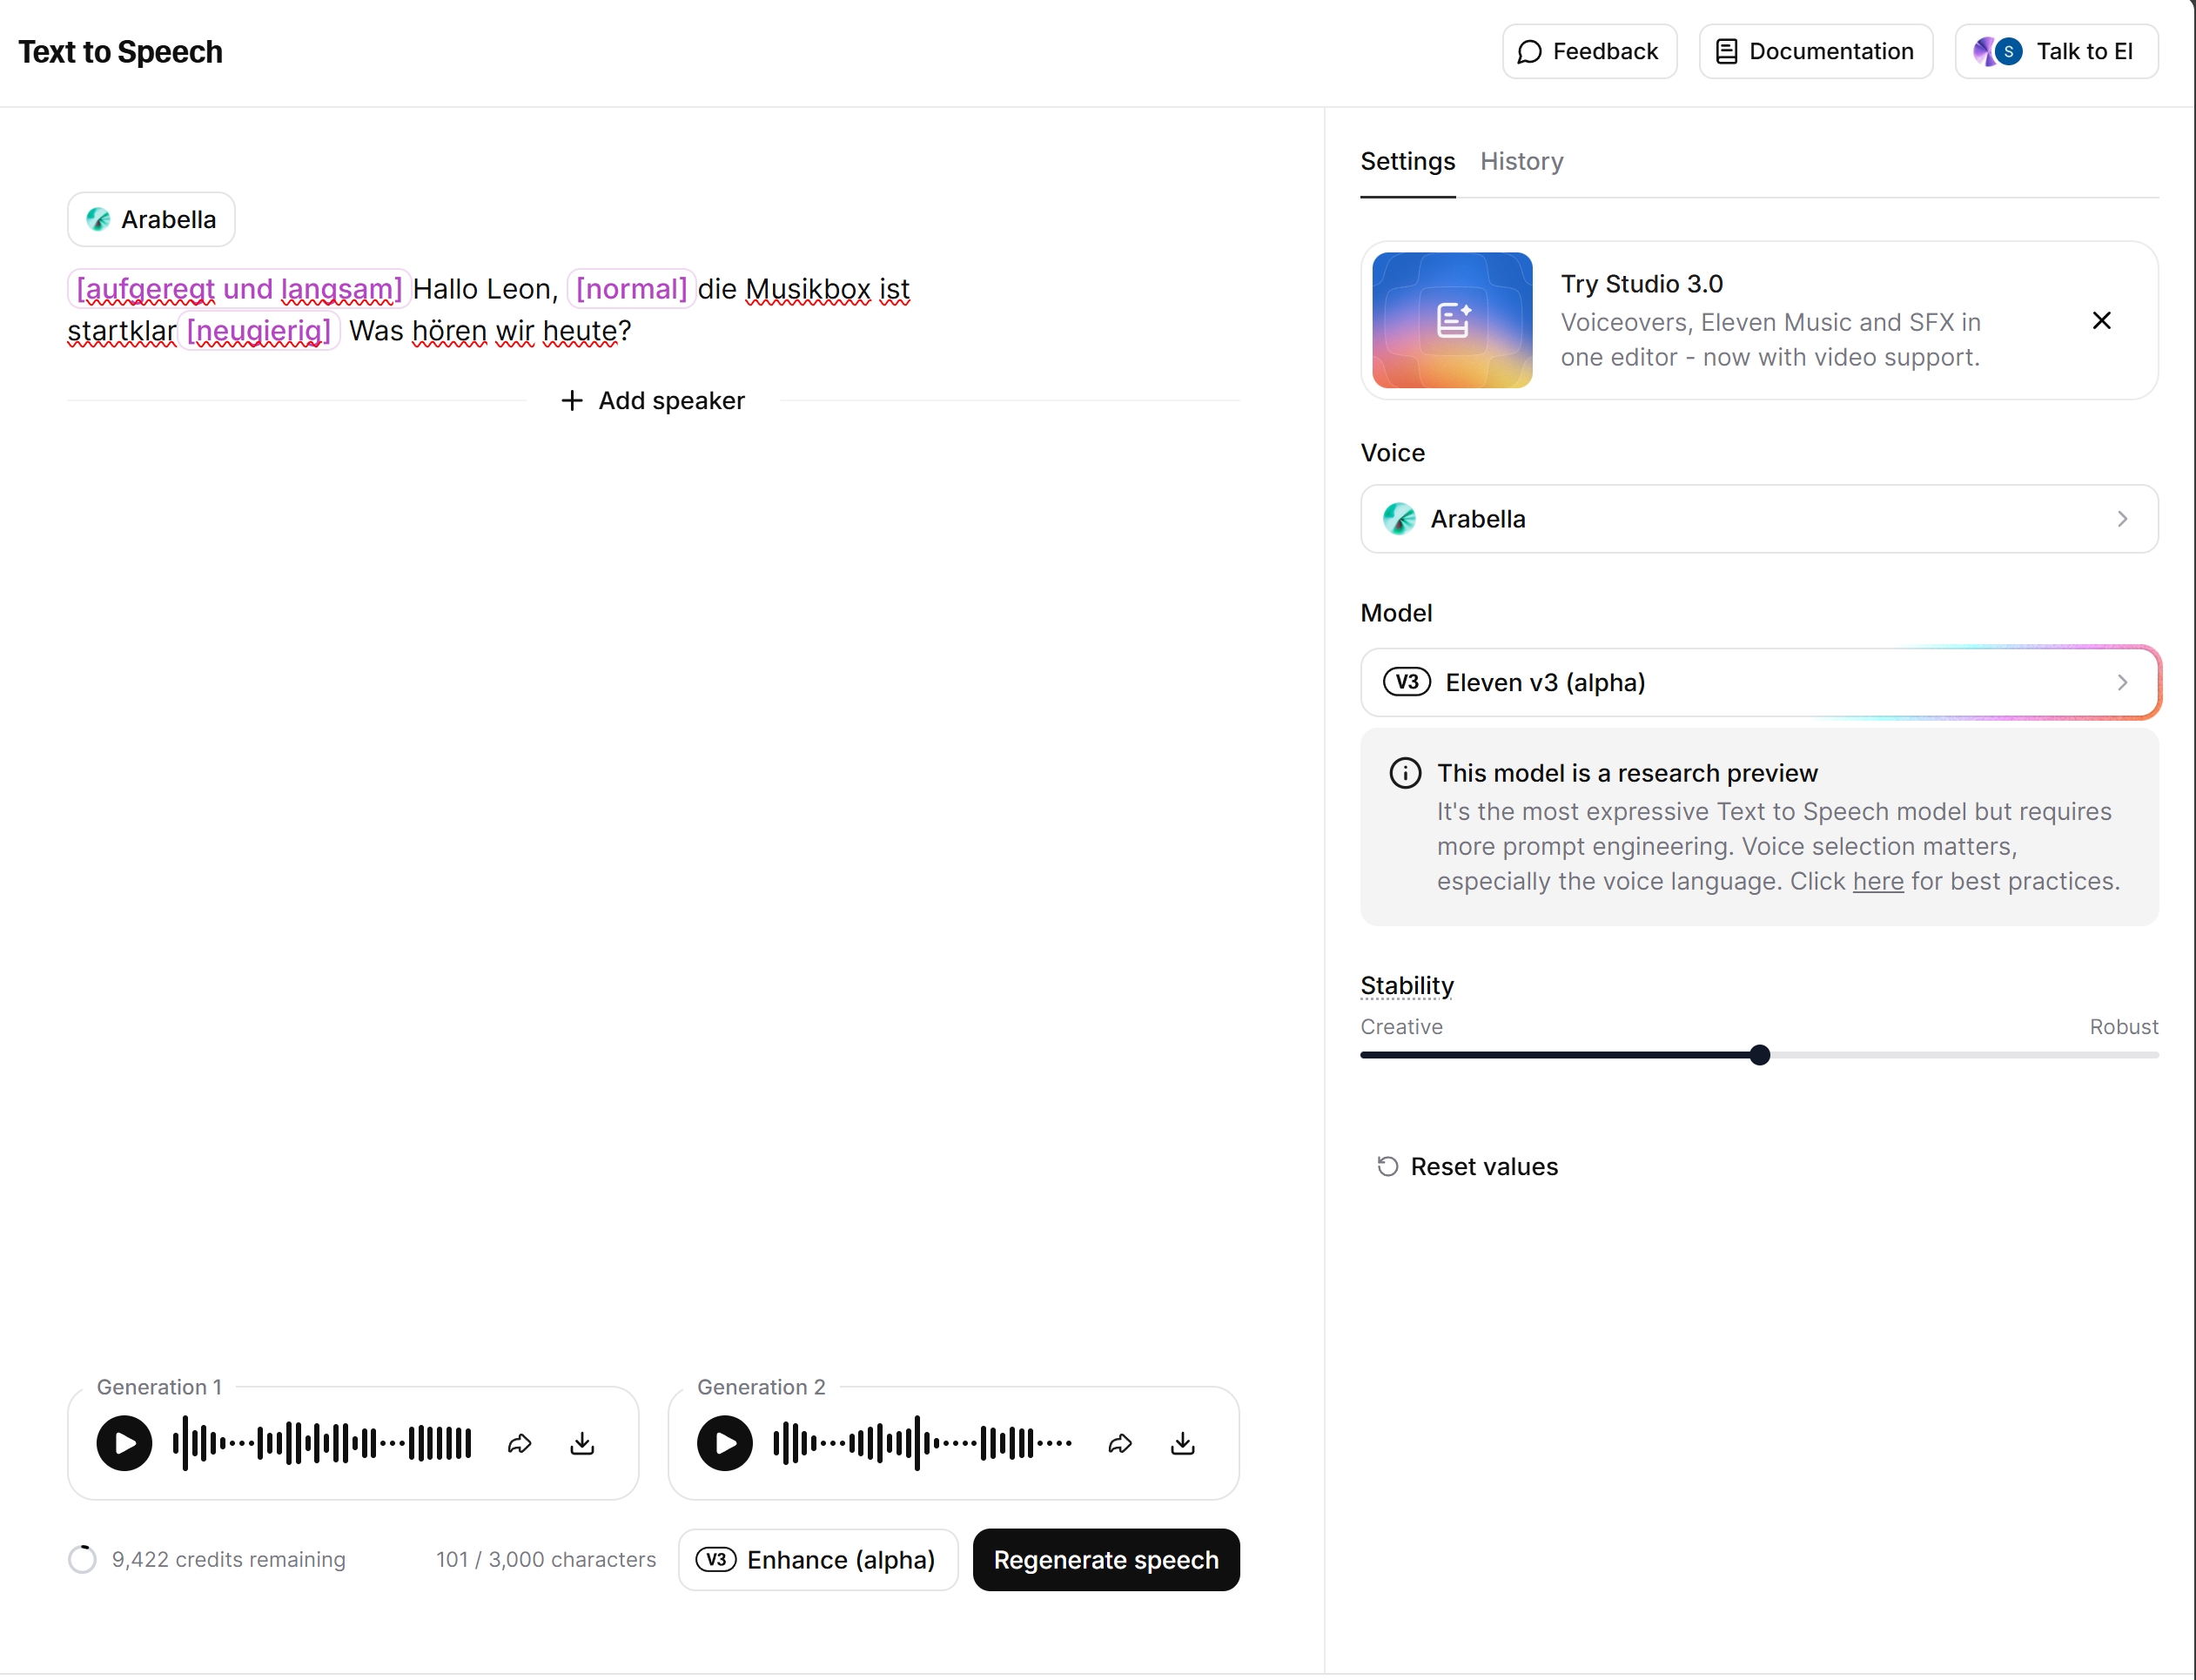 Text to Speech
Feedback
Documentation
S
Talk to El
Arabella
[aufgeregt und langsam] Hallo Leon, [normal] die Musikbox ist
startklar [neugierig] Was hören wir heute?
+ Add speaker
Generation 1
Generation 2
9,422 credits remaining
101 / 3,000 characters
V3 Enhance (alpha)
Regenerate speech
Settings
History
Try Studio 3.0
Voiceovers, Eleven Music and SFX in
one editor - now with video support.
Voice
Arabella
Model
V3 Eleven v3 (alpha)
This model is a research preview
It's the most expressive Text to Speech model but requires
more prompt engineering. Voice selection matters,
especially the voice language. Click here for best practices.
Stability
Creative
Robust
Reset values